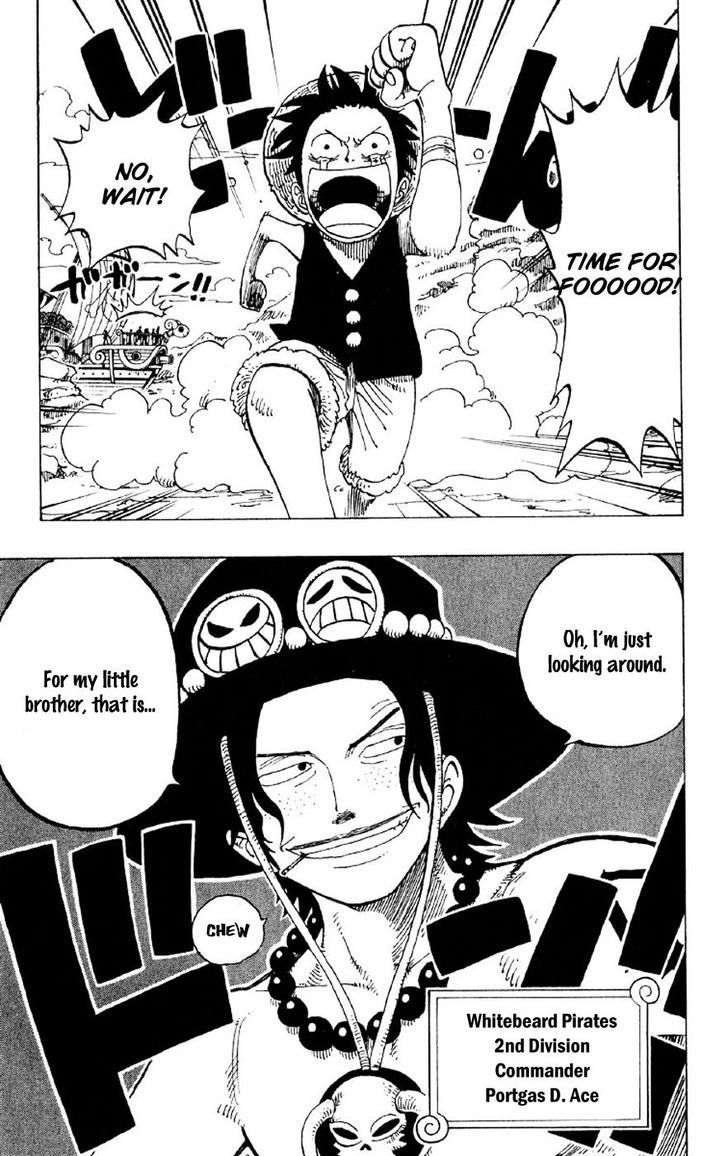 TIME FOR
FOOOOOD!
NO,
WAIT!
ガガーン!!
Oh, I'm just
looking around.
For my little
brother, that is...
CHEW
Whitebeard Pirates
2nd Division
Commander
Portgas D. Ace